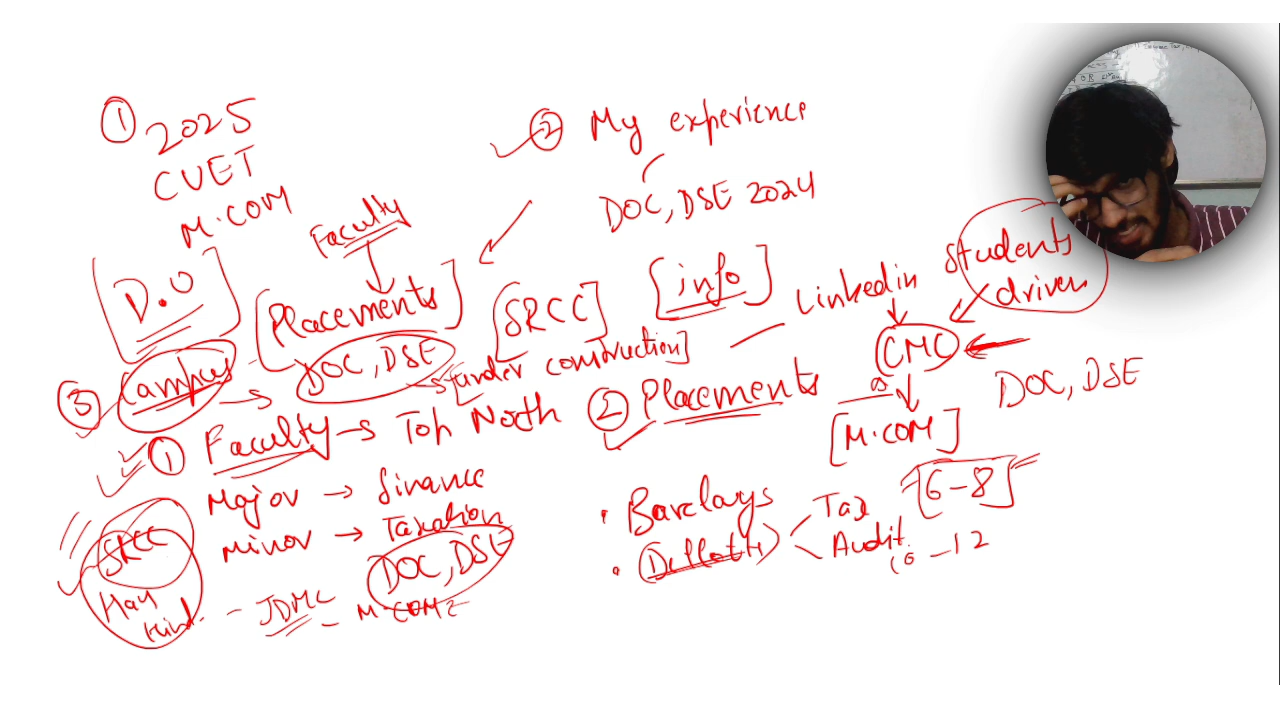 ① 2025
CUET
M.COM
② My experience
DOC, DSE 2024
Faculty
[D.U]
[Placements]
[SRCC]
[info]
Linkedin
Students
driven
CMC
③ Campus → DOC, DSE
[under construction]
① Faculty → Top North
② Placements
[M.COM]
DOC, DSE
Major → finance
Minor → Taxation
SRCC
DOC, DSE
- JDMC - M.COM
• Barclays
Tax
[6-8]
Audit
10-12